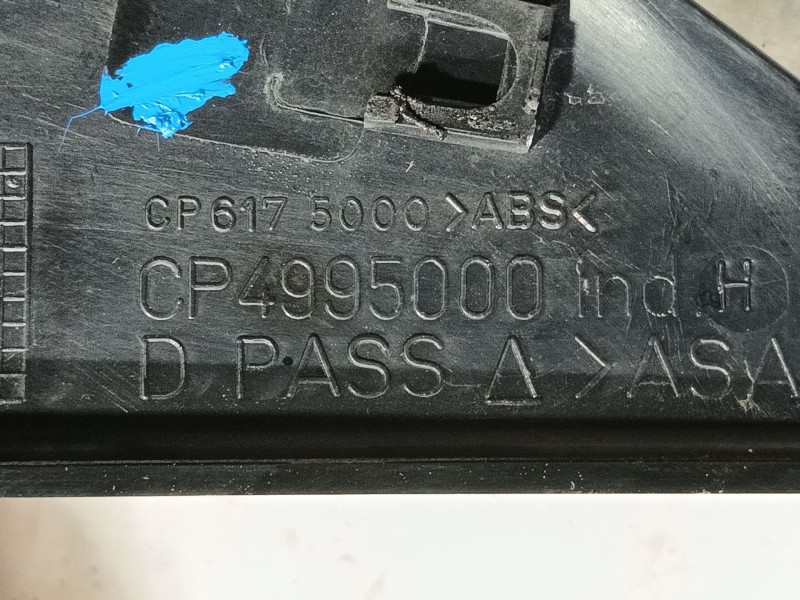 CP617 5000 >ABS<
CP4995000 ind.H
D PASS Δ >ASA